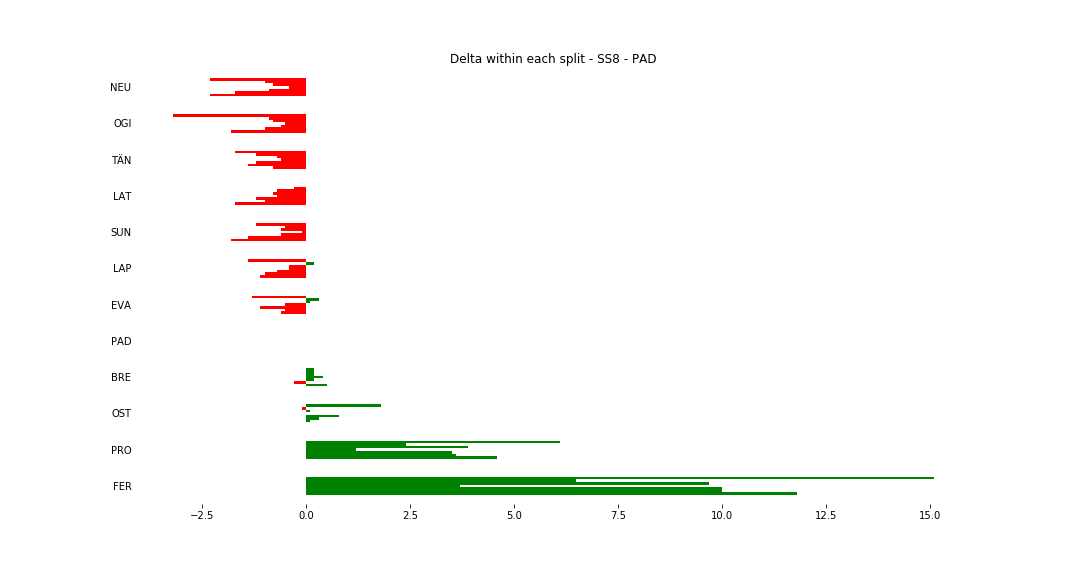 Delta within each split - SS8 - PAD
NEU
OGI
TÄN
LAT
SUN
LAP
EVA
PAD
BRE
OST
PRO
FER
−2.5 0.0 2.5 5.0 7.5 10.0 12.5 15.0